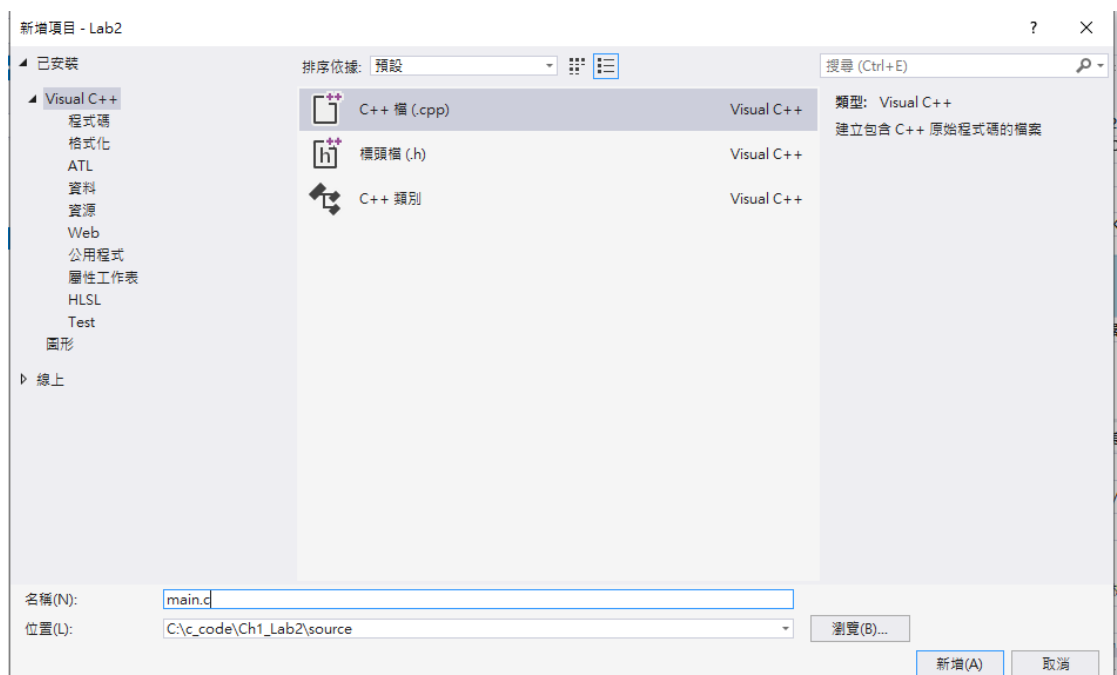 新增項目 - Lab2
?
已安裝
排序依據: 預設
搜尋 (Ctrl+E)
Visual C++
程式碼
格式化
ATL
資料
資源
Web
公用程式
屬性工作表
HLSL
Test
圖形
線上
C++ 檔 (.cpp) Visual C++
標頭檔 (.h) Visual C++
C++ 類別 Visual C++
類型: Visual C++
建立包含 C++ 原始程式碼的檔案
名稱(N): main.c
位置(L): C:\c_code\Ch1_Lab2\source
瀏覽(B)...
新增(A) 取消